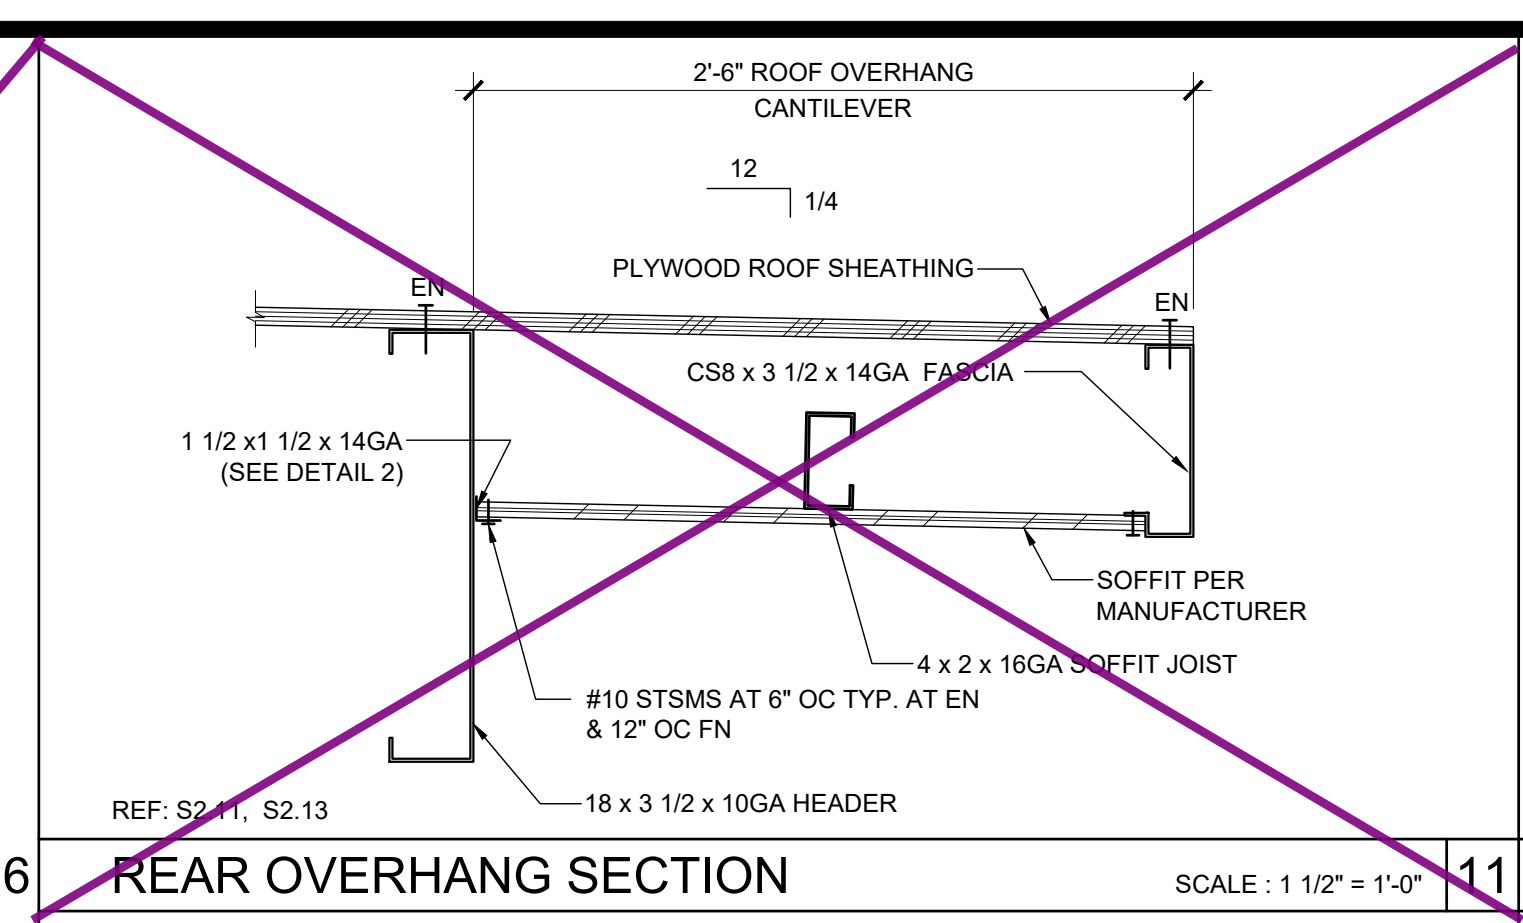 2'-6" ROOF OVERHANG
CANTILEVER
12
1/4
PLYWOOD ROOF SHEATHING
EN
EN
CS8 x 3 1/2 x 14GA FASCIA
1 1/2 x1 1/2 x 14GA
(SEE DETAIL 2)
SOFFIT PER
MANUFACTURER
4 x 2 x 16GA SOFFIT JOIST
#10 STSMS AT 6" OC TYP. AT EN
& 12" OC FN
18 x 3 1/2 x 10GA HEADER
REF: S2.11, S2.13
6
REAR OVERHANG SECTION
SCALE : 1 1/2" = 1'-0"
11